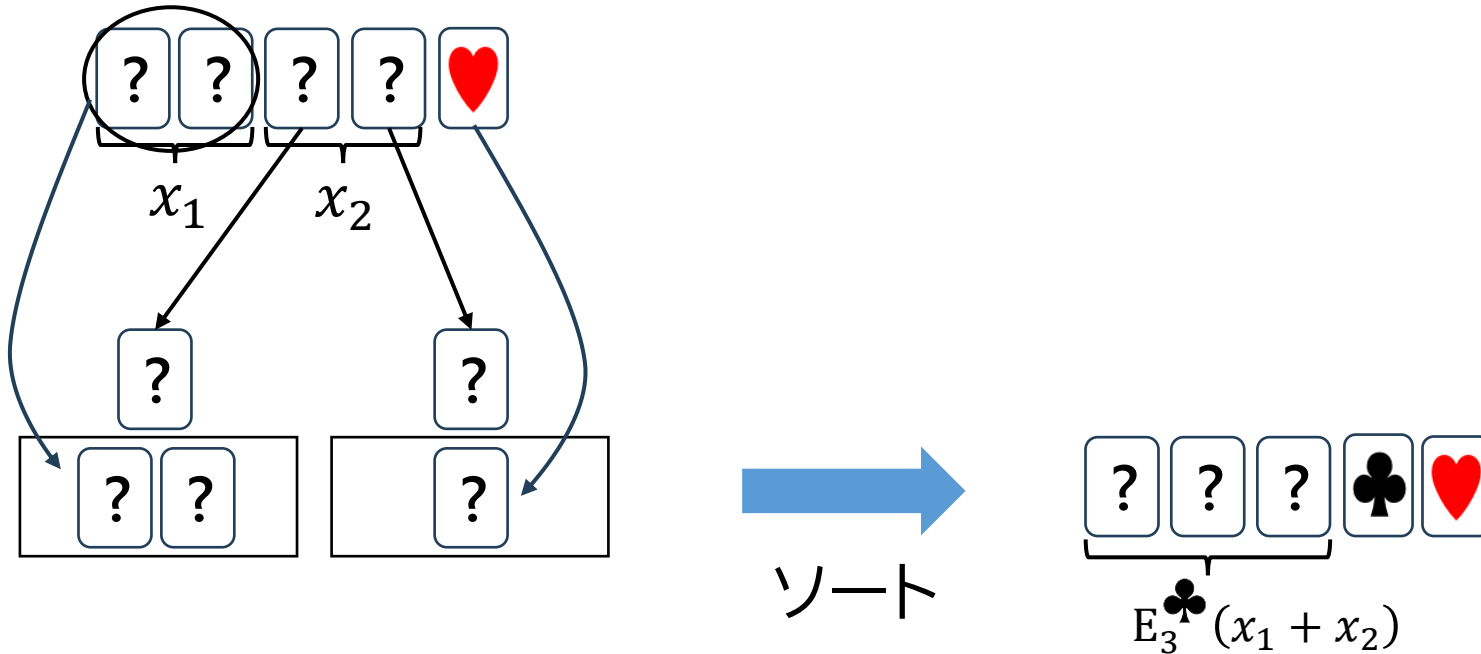 ? ? ? ? ♥
x₁ x₂
? ?
? ? ?
? ? ? ♣ ♥
ソート
E₃^♣(x₁ + x₂)